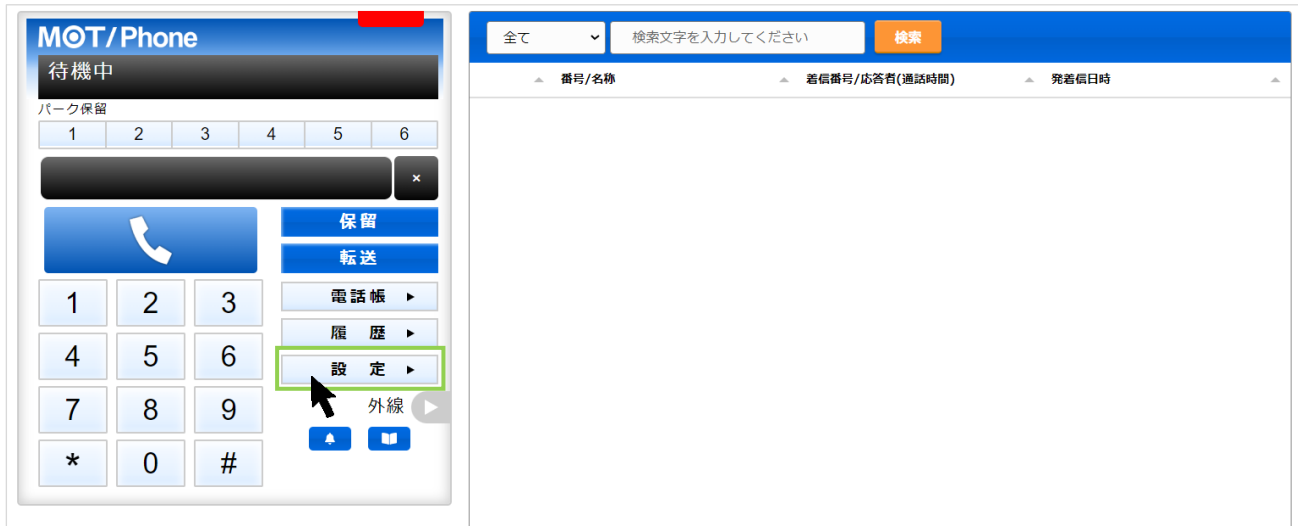 MOT/Phone
待機中
パーク保留
1 2 3 4 5 6
×
保留
転送
1 2 3
電話帳
履 歴
4 5 6
設 定
7 8 9
外線
* 0 #
全て 検索文字を入力してください 検索
番号/名称 着信番号/応答者(通話時間) 発着信日時